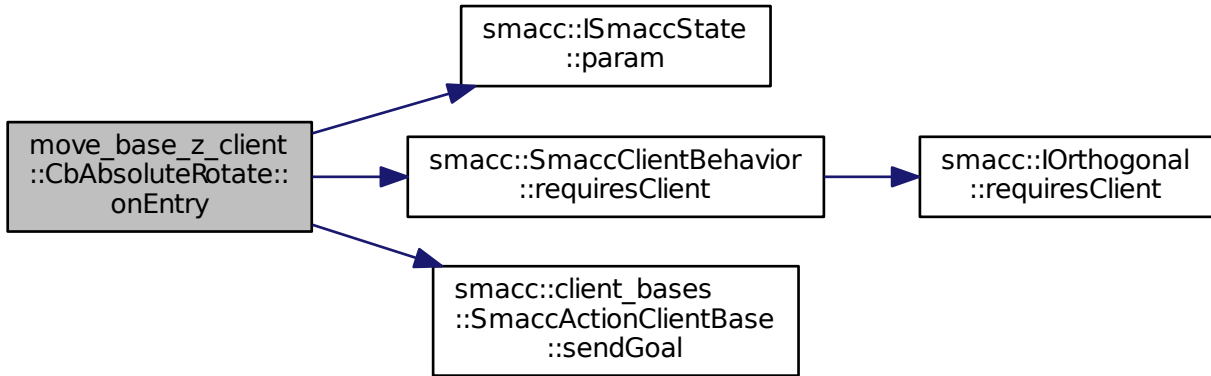 move_base_z_client
::CbAbsoluteRotate::
onEntry
smacc::ISmaccState
::param
smacc::SmaccClientBehavior
::requiresClient
smacc::IOrthogonal
::requiresClient
smacc::client_bases
::SmaccActionClientBase
::sendGoal